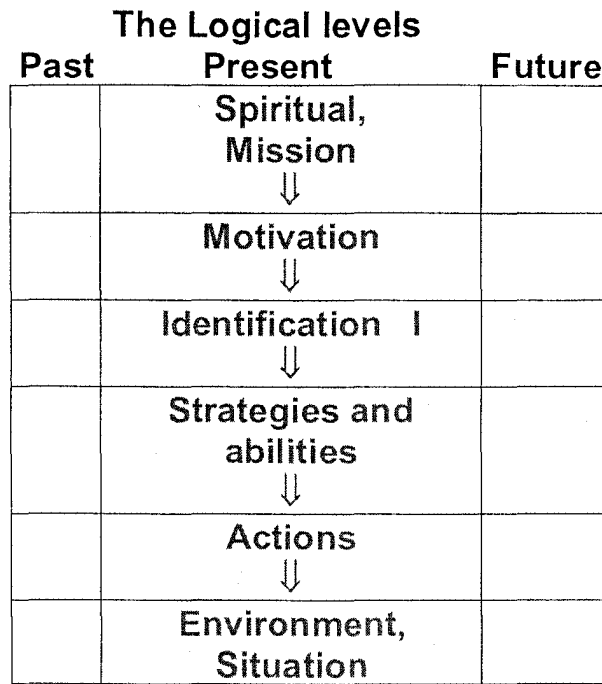 The Logical levels
Past Present Future
Spiritual,
Mission
⇓
Motivation
⇓
Identification I
⇓
Strategies and
abilities
⇓
Actions
⇓
Environment,
Situation